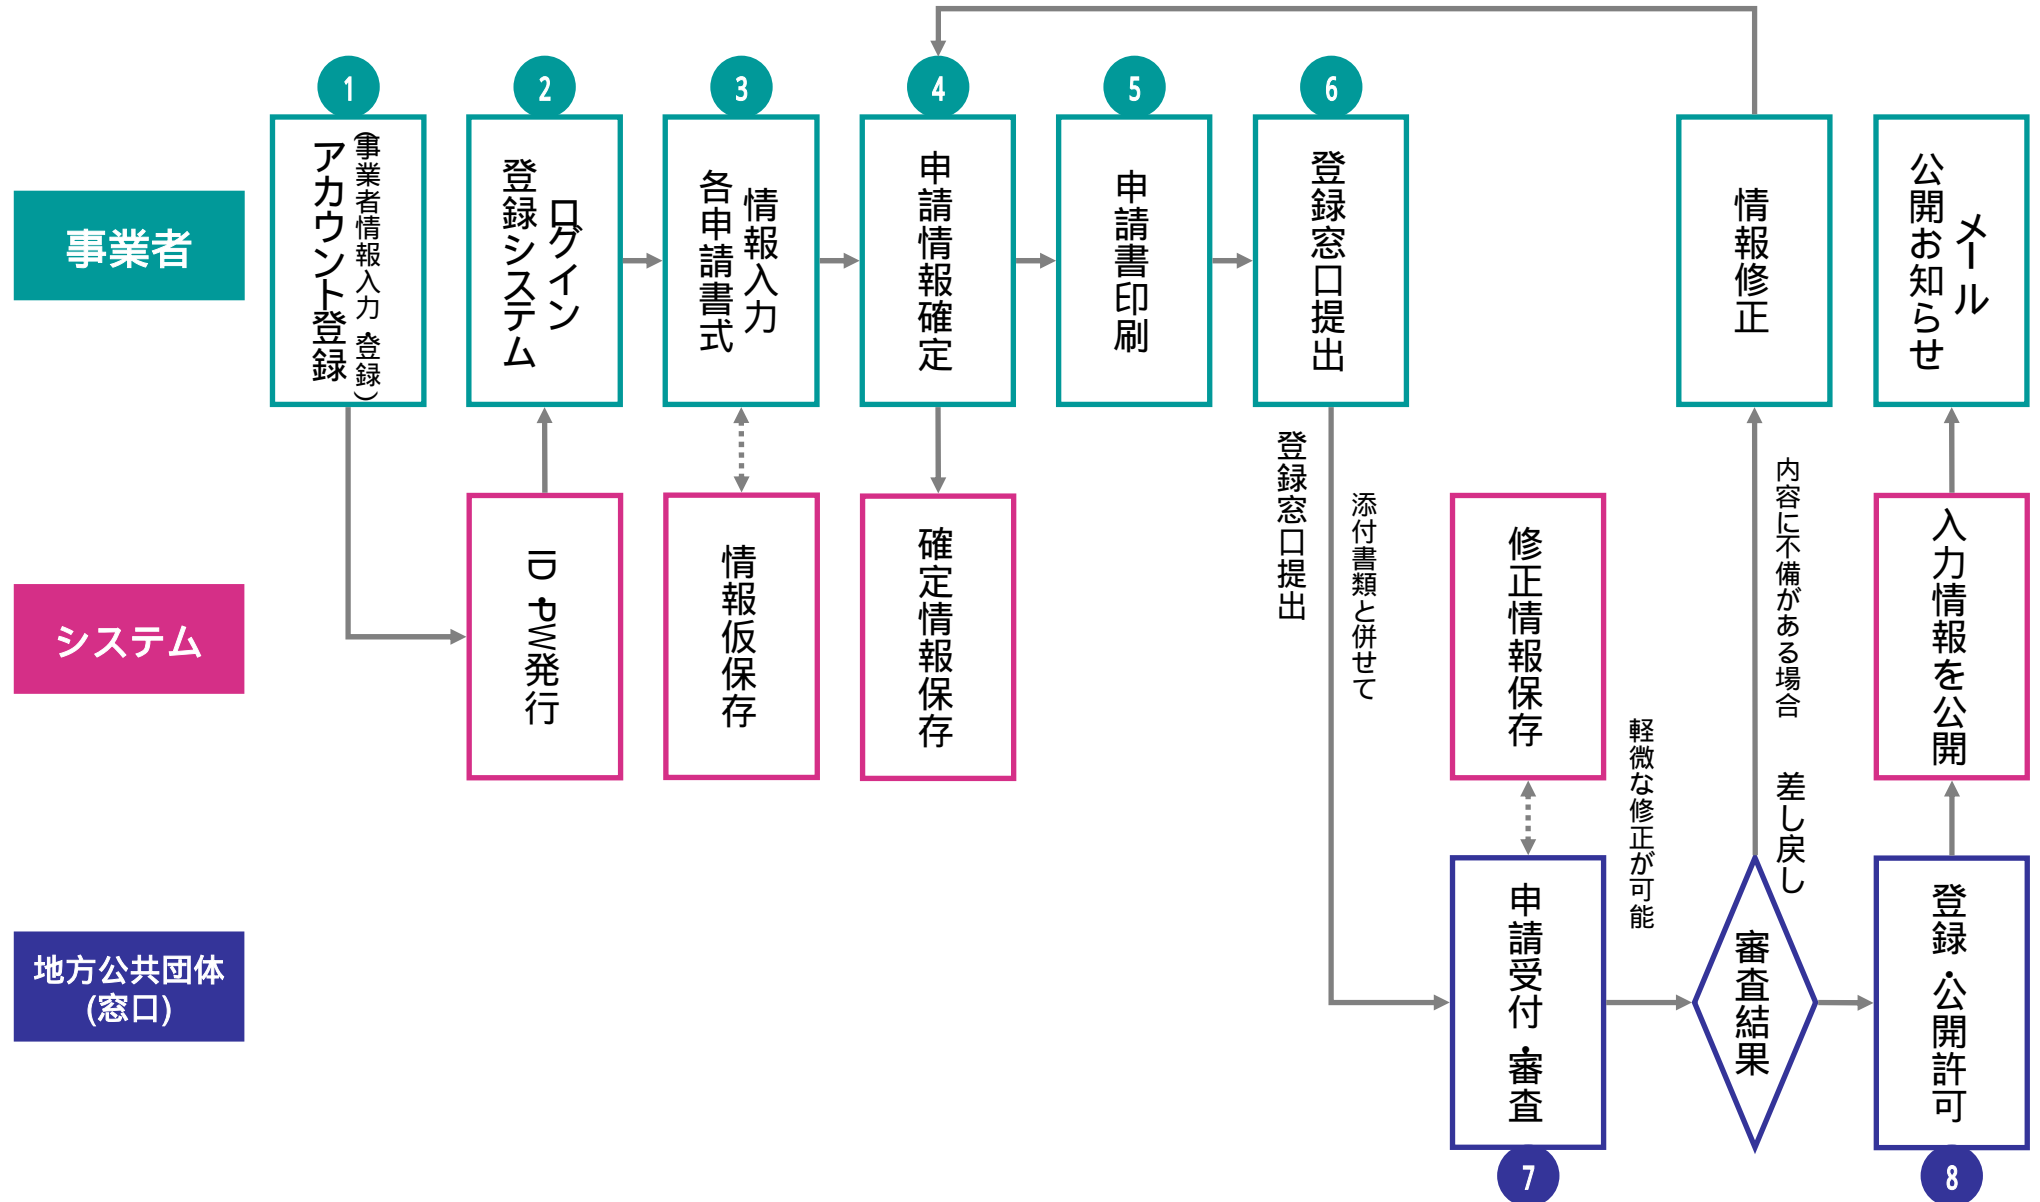 事業者
1
アカウント登録
(事業者情報入力・登録)
2
登録システム
ログイン
3
各申請書式
情報入力
4
申請情報確定
5
申請書印刷
6
登録窓口提出
情報修正
公開お知らせ
メール
システム
ID・PW発行
情報仮保存
確定情報保存
登録窓口提出
添付書類と併せて
修正情報保存
軽微な修正が可能
内容に不備がある場合
差し戻し
入力情報を公開
地方公共団体
(窓口)
申請受付・審査
7
審査結果
登録・公開許可
8